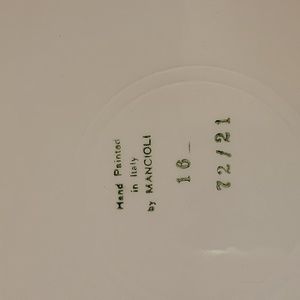 Hand Painted
in Italy
by MANCIOLI
16_
72/21